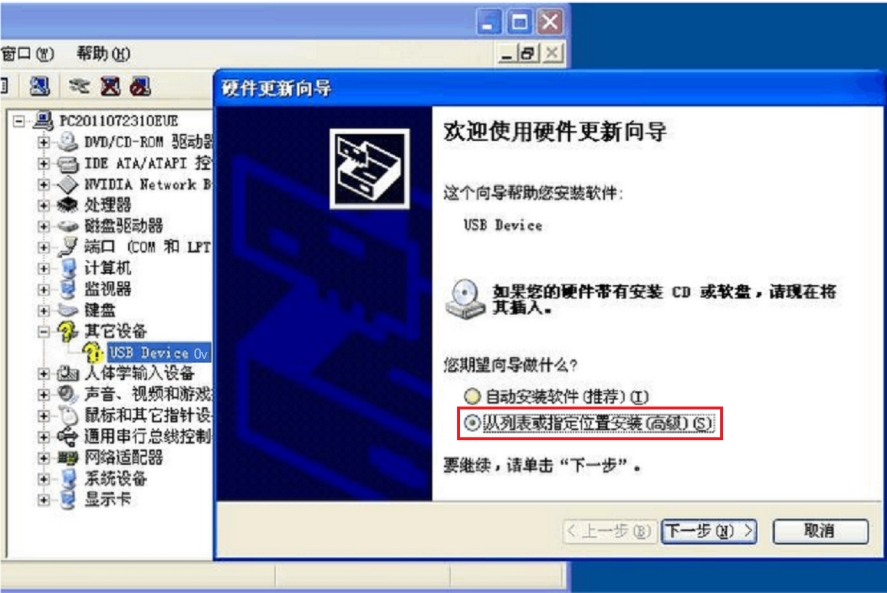 窗口(W) 帮助(H)
硬件更新向导
PC2011072310EUE
DVD/CD-ROM 驱动器
IDE ATA/ATAPI 控
NVIDIA Network B
处理器
磁盘驱动器
端口 (COM 和 LPT
计算机
监视器
键盘
其它设备
USB Device Ov
人体学输入设备
声音、视频和游戏
鼠标和其它指针设
通用串行总线控制
网络适配器
系统设备
显示卡
欢迎使用硬件更新向导
这个向导帮助您安装软件:
USB Device
如果您的硬件带有安装 CD 或软盘，请现在将
其插入。
您期望向导做什么?
自动安装软件(推荐)(I)
从列表或指定位置安装(高级)(S)
要继续，请单击“下一步”。
< 上一步(B)
下一步(N) >
取消